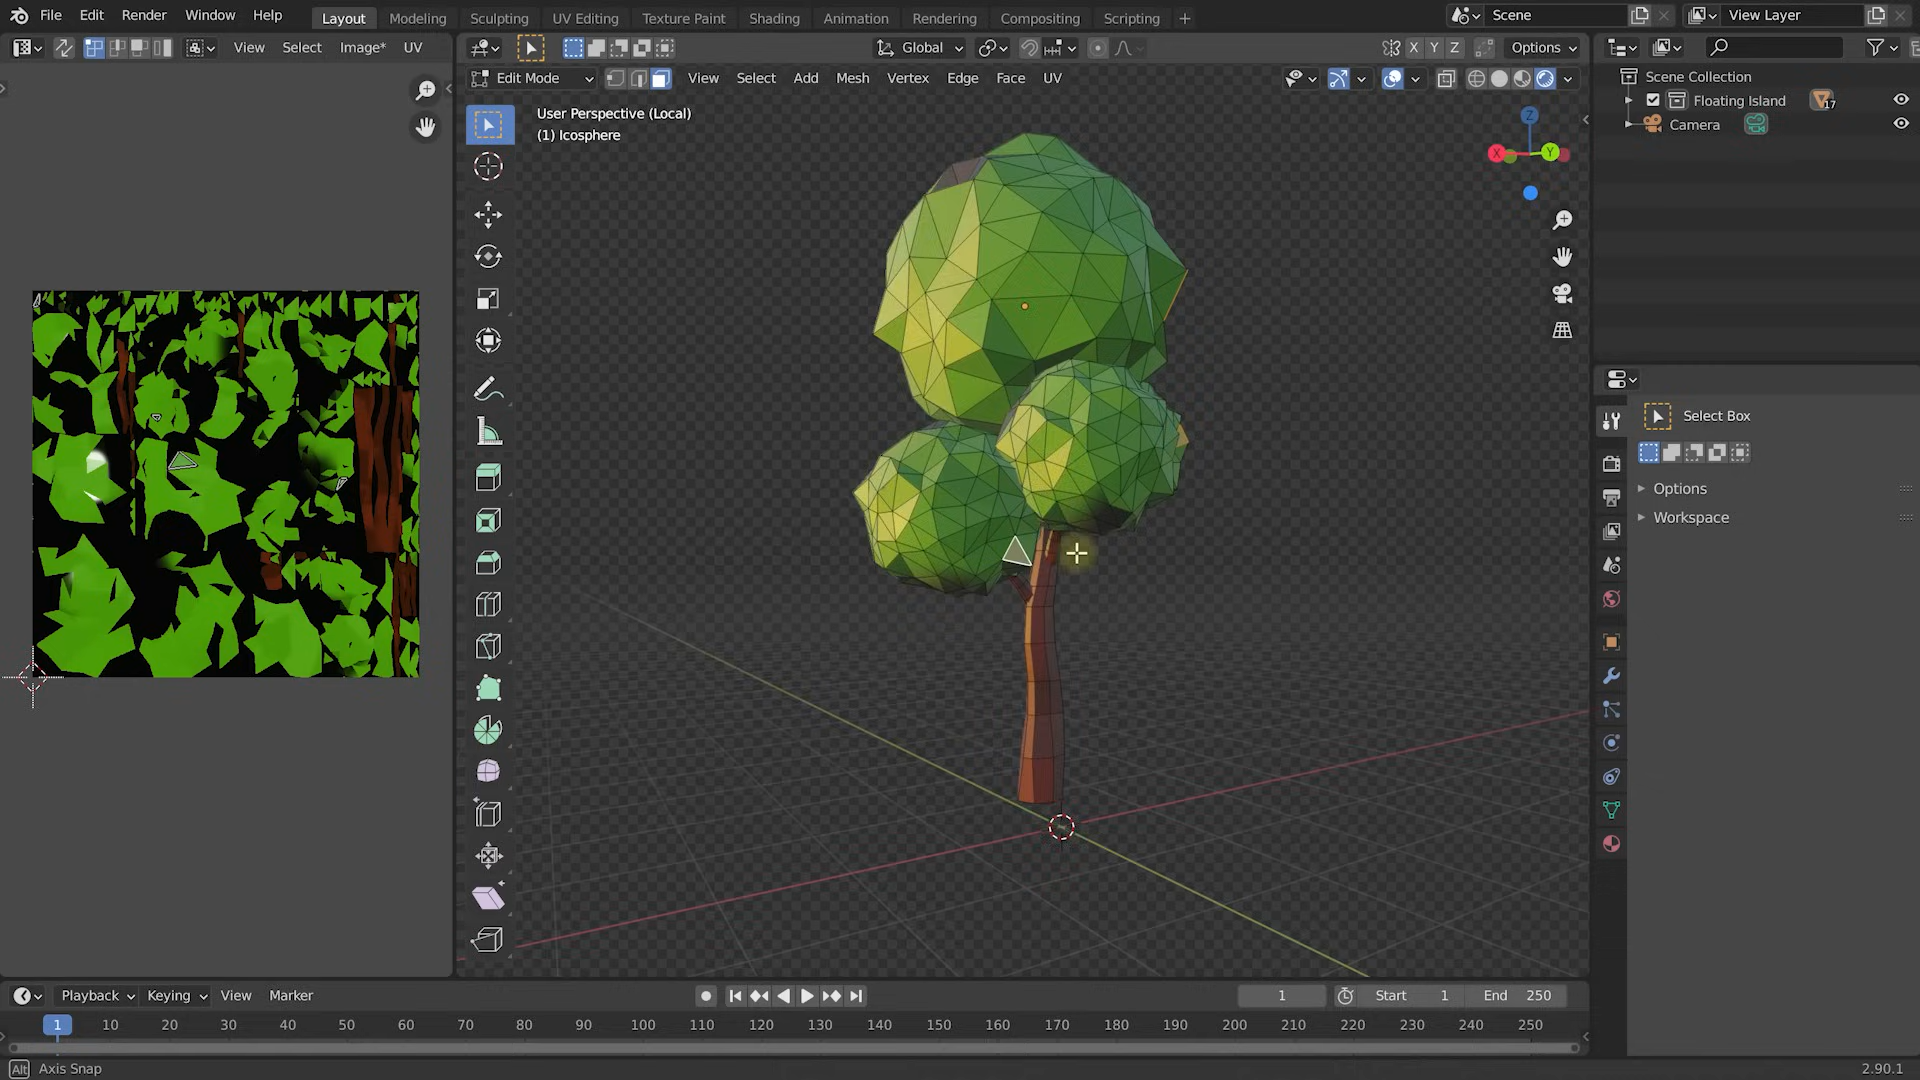 File Edit Render Window Help Layout Modeling Sculpting UV Editing Texture Paint Shading Animation Rendering Compositing Scripting + Scene View Layer
View Select Image* UV Global X Y Z Options
Edit Mode View Select Add Mesh Vertex Edge Face UV
Scene Collection
Floating Island 17
Camera
User Perspective (Local)
(1) Icosphere
Z
X Y
Select Box
Options
Workspace
Playback Keying View Marker 1 Start 1 End 250
1 10 20 30 40 50 60 70 80 90 100 110 120 130 140 150 160 170 180 190 200 210 220 230 240 250
Alt Axis Snap 2.90.1